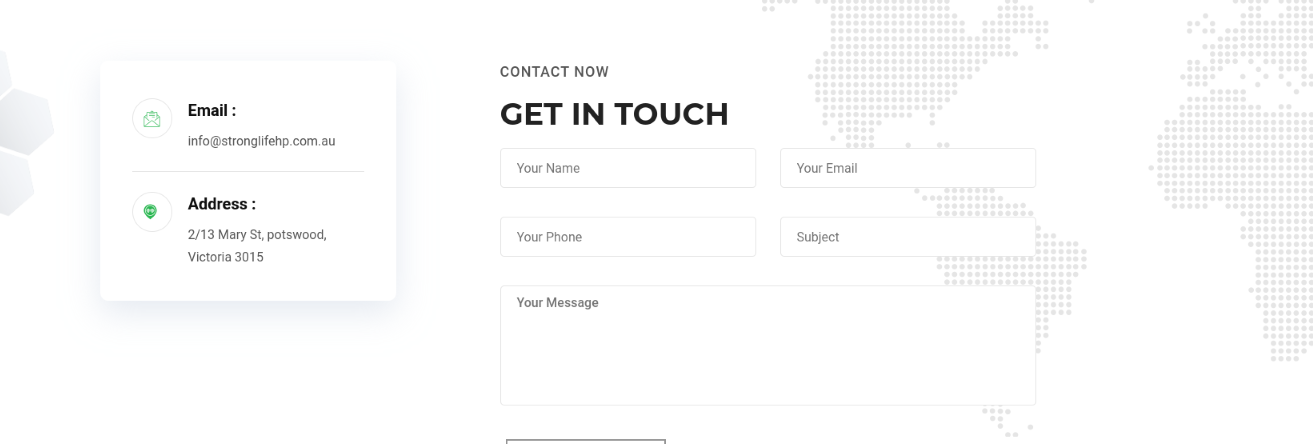 Email :
info@stronglifehp.com.au
Address :
2/13 Mary St, potswood,
Victoria 3015
CONTACT NOW
GET IN TOUCH
Your Name
Your Email
Your Phone
Subject
Your Message